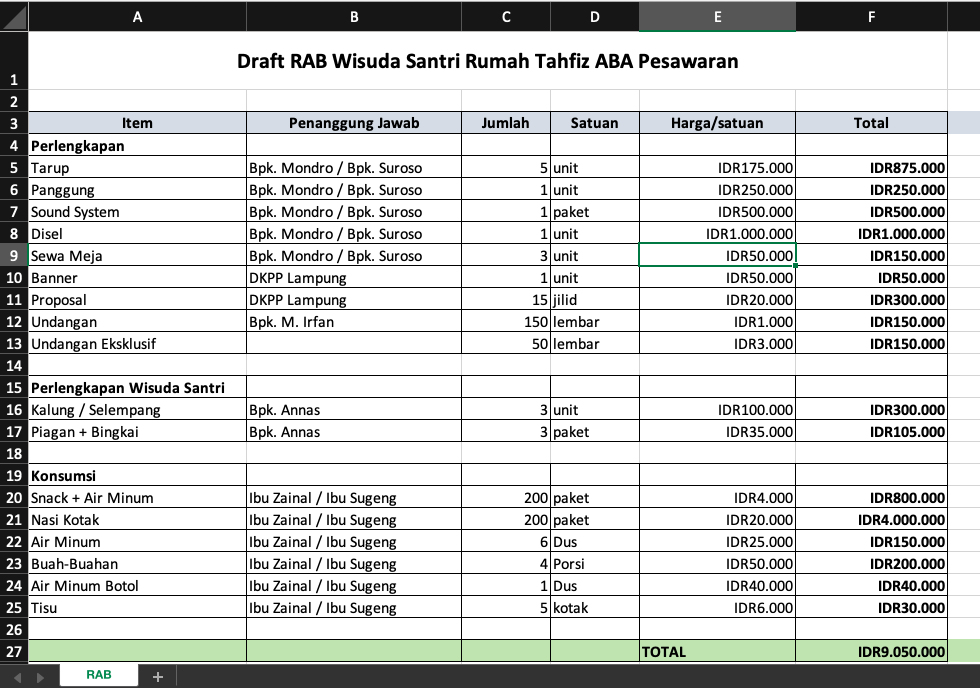 A B C D E F
1 Draft RAB Wisuda Santri Rumah Tahfiz ABA Pesawaran
2
3 Item Penanggung Jawab Jumlah Satuan Harga/satuan Total
4 Perlengkapan
5 Tarup Bpk. Mondro / Bpk. Suroso 5 unit IDR175.000 IDR875.000
6 Panggung Bpk. Mondro / Bpk. Suroso 1 unit IDR250.000 IDR250.000
7 Sound System Bpk. Mondro / Bpk. Suroso 1 paket IDR500.000 IDR500.000
8 Disel Bpk. Mondro / Bpk. Suroso 1 unit IDR1.000.000 IDR1.000.000
9 Sewa Meja Bpk. Mondro / Bpk. Suroso 3 unit IDR50.000 IDR150.000
10 Banner DKPP Lampung 1 unit IDR50.000 IDR50.000
11 Proposal DKPP Lampung 15 jilid IDR20.000 IDR300.000
12 Undangan Bpk. M. Irfan 150 lembar IDR1.000 IDR150.000
13 Undangan Eksklusif 50 lembar IDR3.000 IDR150.000
14
15 Perlengkapan Wisuda Santri
16 Kalung / Selempang Bpk. Annas 3 unit IDR100.000 IDR300.000
17 Piagan + Bingkai Bpk. Annas 3 paket IDR35.000 IDR105.000
18
19 Konsumsi
20 Snack + Air Minum Ibu Zainal / Ibu Sugeng 200 paket IDR4.000 IDR800.000
21 Nasi Kotak Ibu Zainal / Ibu Sugeng 200 paket IDR20.000 IDR4.000.000
22 Air Minum Ibu Zainal / Ibu Sugeng 6 Dus IDR25.000 IDR150.000
23 Buah-Buahan Ibu Zainal / Ibu Sugeng 4 Porsi IDR50.000 IDR200.000
24 Air Minum Botol Ibu Zainal / Ibu Sugeng 1 Dus IDR40.000 IDR40.000
25 Tisu Ibu Zainal / Ibu Sugeng 5 kotak IDR6.000 IDR30.000
26
27 TOTAL IDR9.050.000
RAB +